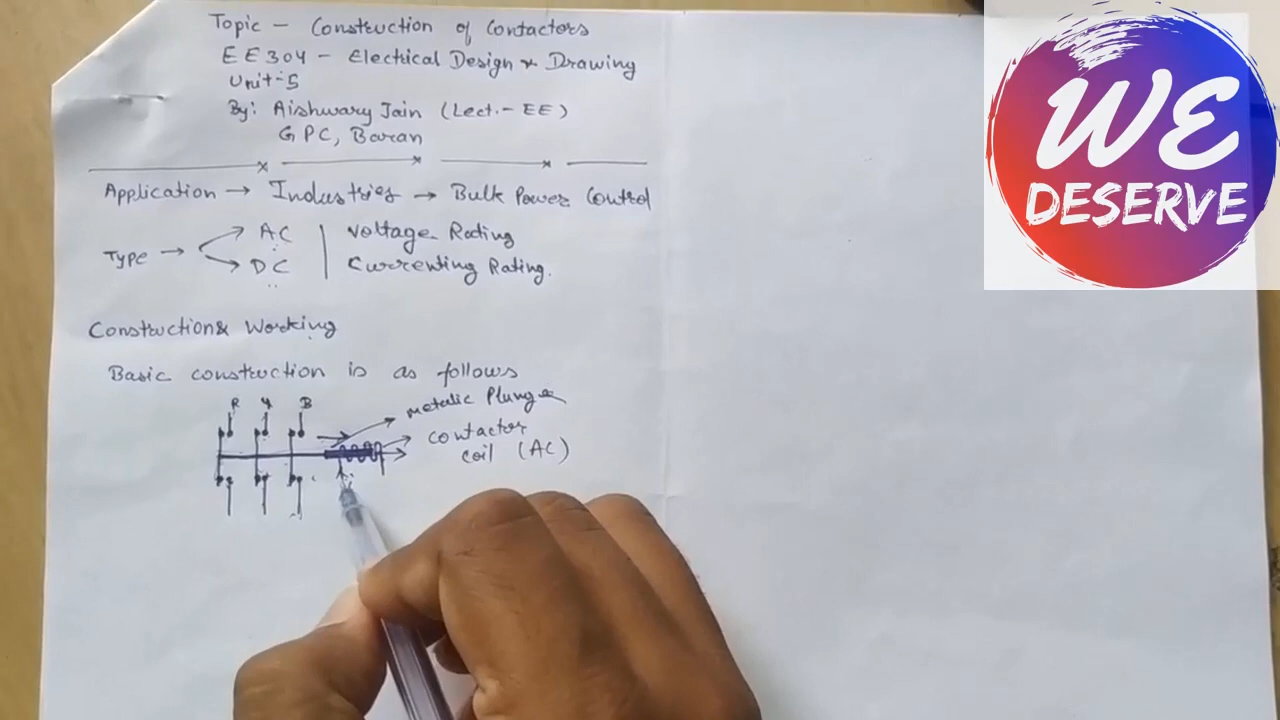 Topic - Construction of Contactors
EE304 - Electrical Design & Drawing
Unit-5
By: Aishwary Jain (Lect.-EE)
GPC, Baran
Application → Industries → Bulk Power Control
Type → AC | Voltage Rating
DC | Currenting Rating.
Construction & Working
Basic construction is as follows
R Y B
metalic Plunge
contactor
coil (AC)
WE
DESERVE